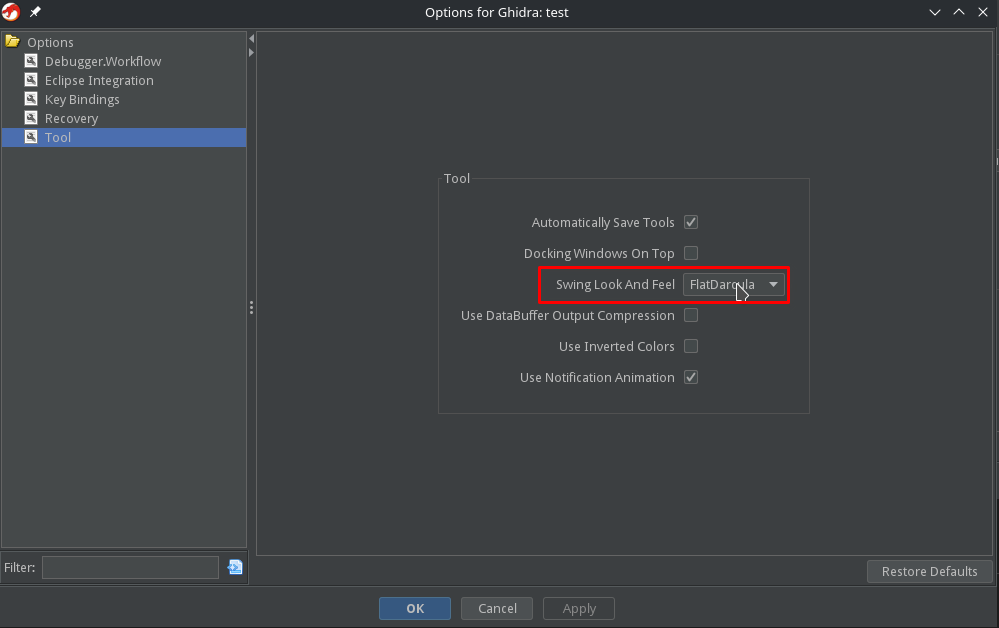 Options for Ghidra: test
Options
Debugger.Workflow
Eclipse Integration
Key Bindings
Recovery
Tool
Tool
Automatically Save Tools
Docking Windows On Top
Swing Look And Feel FlatDarcula
Use DataBuffer Output Compression
Use Inverted Colors
Use Notification Animation
Filter:
Restore Defaults
OK Cancel Apply